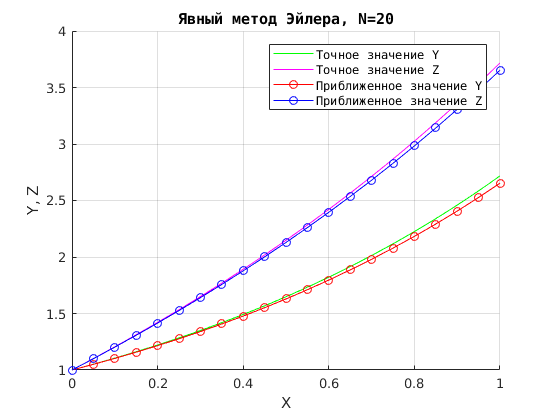 Явный метод Эйлера, N=20
Точное значение Y
Точное значение Z
Приближенное значение Y
Приближенное значение Z
Y, Z
4
3.5
3
2.5
2
1.5
1
0
0.2
0.4
0.6
0.8
1
X